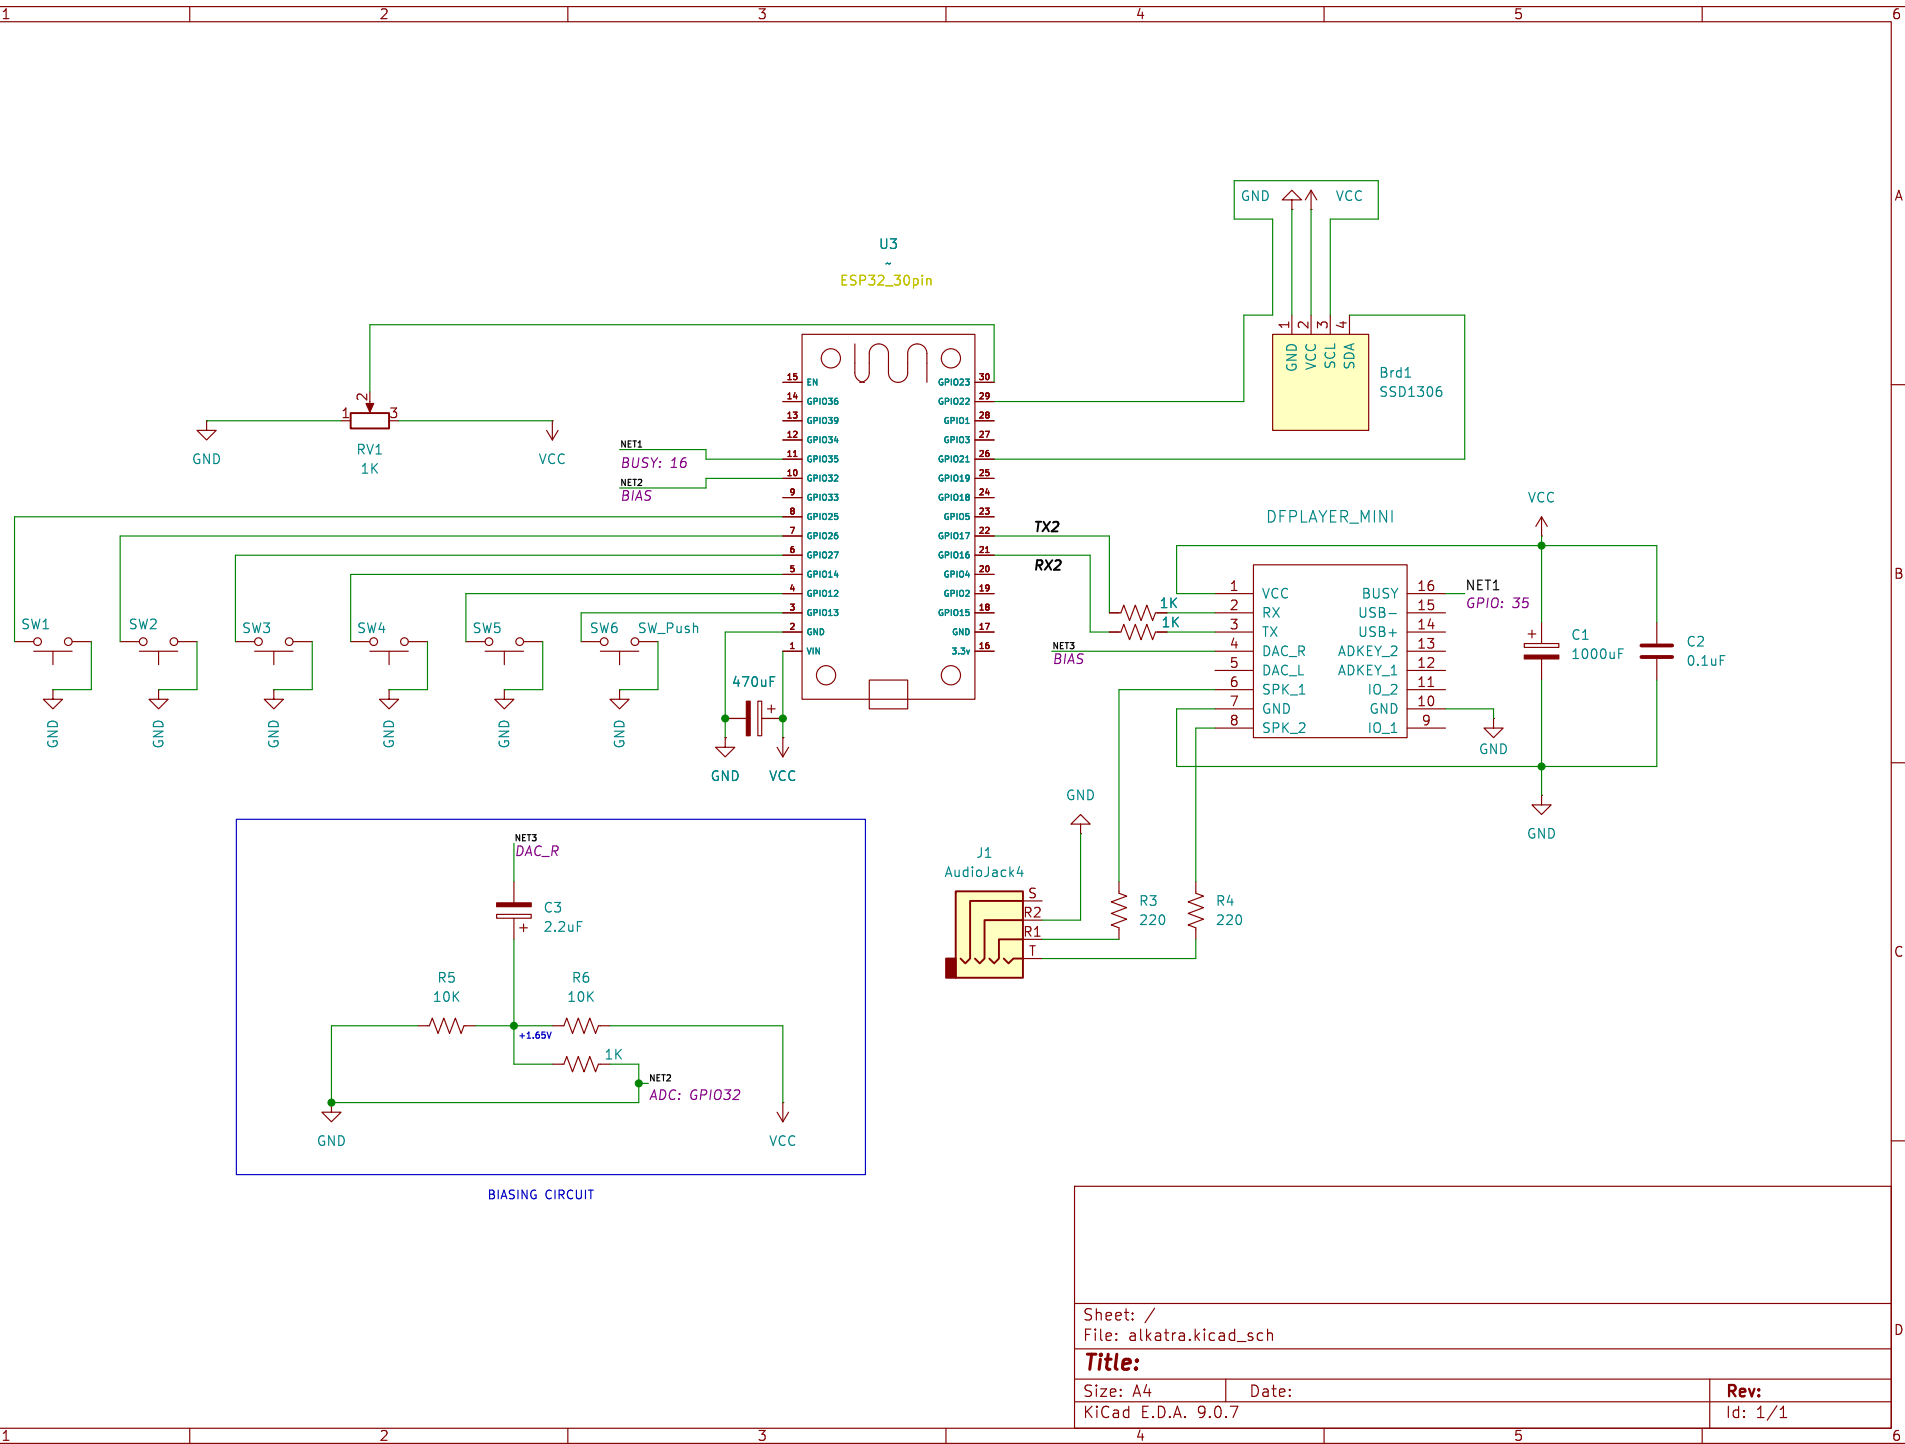 1 2 3 4 5 6
A
GND VCC
U3
~
ESP32_30pin
1 2 3 4
GND VCC SCL SDA
Brd1
SSD1306
2
1 3
RV1
1K
GND
VCC
NET1
BUSY: 16
NET2
BIAS
15 EN
14 GPIO36
13 GPIO39
12 GPIO34
11 GPIO35
10 GPIO32
9 GPIO33
8 GPIO25
7 GPIO26
6 GPIO27
5 GPIO14
4 GPIO12
3 GPIO13
2 GND
1 VIN
GPIO23 30
GPIO22 29
GPIO1 28
GPIO3 27
GPIO21 26
GPIO19 25
GPIO18 24
GPIO5 23
GPIO17 22
GPIO16 21
GPIO4 20
GPIO2 19
GPIO15 18
GND 17
3.3v 16
TX2
RX2
1K
1K
NET3
BIAS
DFPLAYER_MINI
1 VCC
2 RX
3 TX
4 DAC_R
5 DAC_L
6 SPK_1
7 GND
8 SPK_2
BUSY 16
USB- 15
USB+ 14
ADKEY_2 13
ADKEY_1 12
IO_2 11
GND 10
IO_1 9
NET1
GPIO: 35
GND
VCC
+
C1
1000uF
C2
0.1uF
GND
B
SW1 SW2 SW3 SW4 SW5 SW6 SW_Push
GND GND GND GND GND GND
470uF
+
GND VCC
GND
J1
AudioJack4
S
R2
R1
T
R3
220
R4
220
C
NET3
DAC_R
C3
2.2uF
+
R5
10K
R6
10K
+1.65V
1K
NET2
ADC: GPIO32
GND
VCC
BIASING CIRCUIT
D
Sheet: /
File: alkatra.kicad_sch
Title:
Size: A4 Date: Rev:
KiCad E.D.A. 9.0.7 Id: 1/1
1 2 3 4 5 6